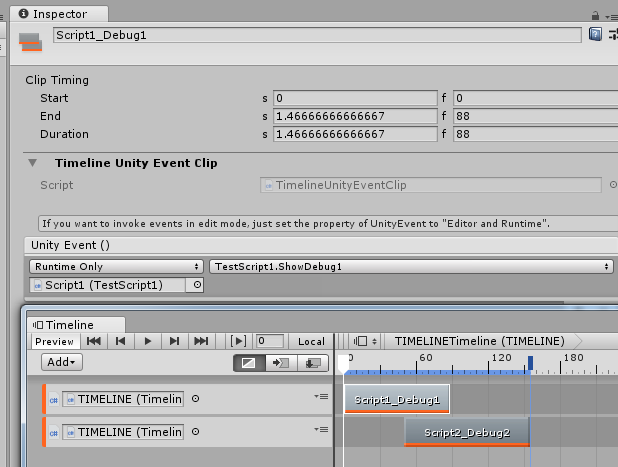 Inspector
Script1_Debug1
Clip Timing
Start s 0 f 0
End s 1.46666666666667 f 88
Duration s 1.46666666666667 f 88
Timeline Unity Event Clip
Script TimelineUnityEventClip
If you want to invoke events in edit mode, just set the property of UnityEvent to "Editor and Runtime".
Unity Event ()
Runtime Only TestScript1.ShowDebug1
Script1 (TestScript1)
Timeline
Preview 0 Local TIMELINETimeline (TIMELINE)
Add 0 60 120 180
TIMELINE (Timelin Script1_Debug1
TIMELINE (Timelin Script2_Debug2